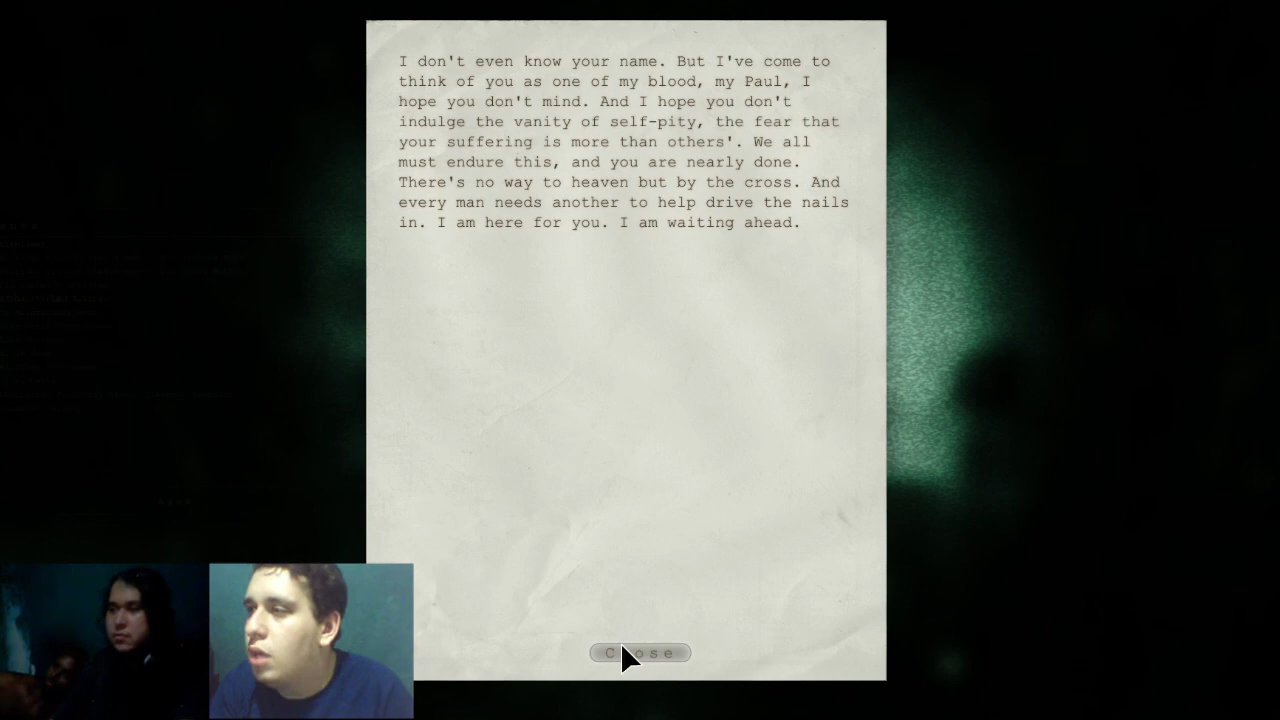 I don't even know your name. But I've come to
think of you as one of my blood, my Paul, I
hope you don't mind. And I hope you don't
indulge the vanity of self-pity, the fear that
your suffering is more than others'. We all
must endure this, and you are nearly done.
There's no way to heaven but by the cross. And
every man needs another to help drive the nails
in. I am here for you. I am waiting ahead.